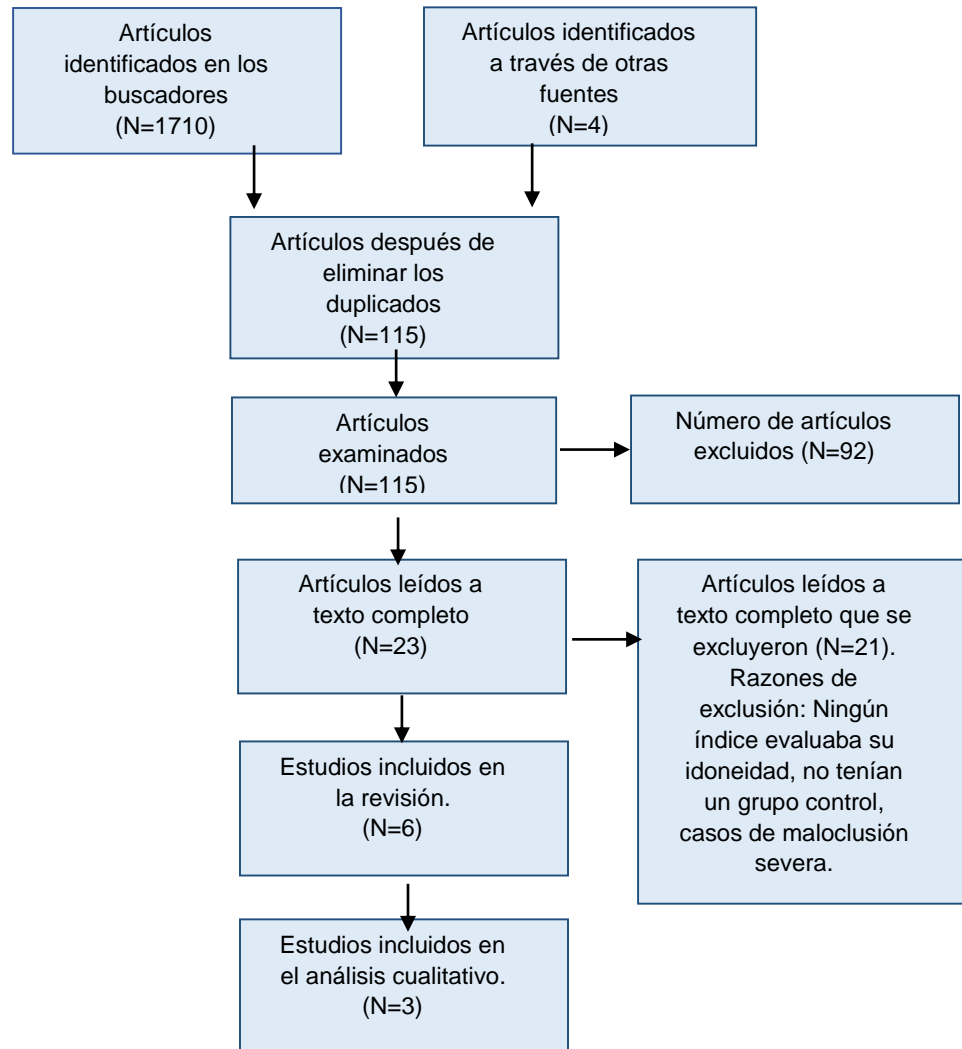 Artículos
identificados en los
buscadores
(N=1710)
Artículos identificados
a través de otras
fuentes
(N=4)
Artículos después de
eliminar los
duplicados
(N=115)
Artículos
examinados
(N=115)
Número de artículos
excluidos (N=92)
Artículos leídos a
texto completo
(N=23)
Artículos leídos a
texto completo que se
excluyeron (N=21).
Razones de
exclusión: Ningún
índice evaluaba su
idoneidad, no tenían
un grupo control,
casos de maloclusión
severa.
Estudios incluidos en
la revisión.
(N=6)
Estudios incluidos en
el análisis cualitativo.
(N=3)